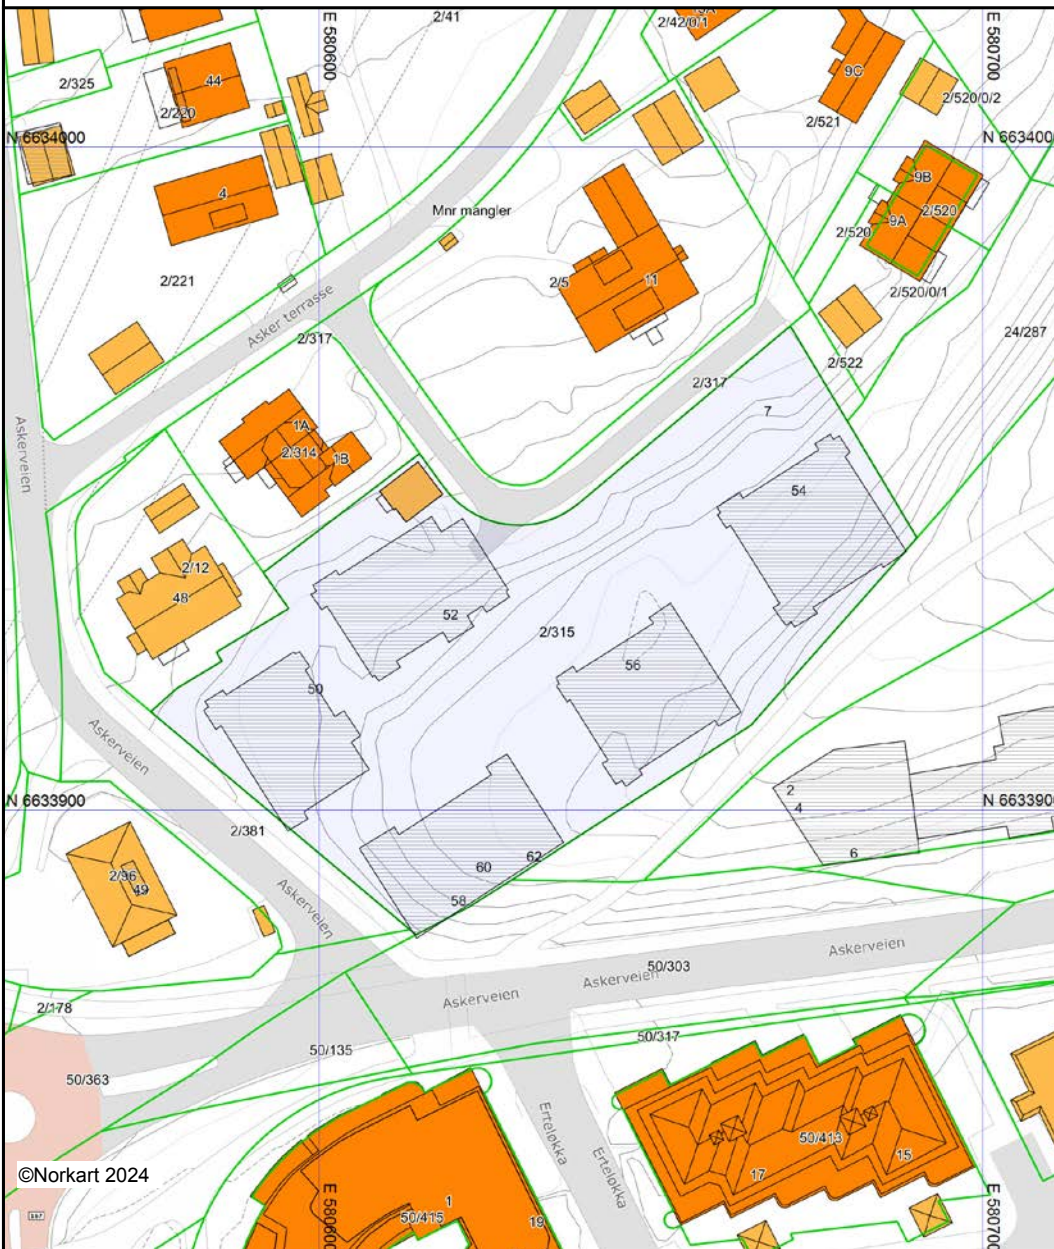 2/41
E 580600
2/42/0/1
E 580700
9C
44
2/325
2/220
2/520/0/2
2/521
N 6634000
N 663400
9B
4
2/520
Mnr mangler
9A
2/520
2/221
2/5
11
2/520/0/1
Asker terrasse
2/317
24/287
2/522
2/317
7
1A
Askerveien
2/314
1B
54
2/12
48
52
2/315
56
50
Askerveien
2
N 6633900
N 6633900
4
2/381
6
62
60
2/96
49
58
Askerveien
Askerveien
50/303
Askerveien
Askerveien
2/178
50/317
50/135
50/363
Erteløkka
50/413
15
Erteløkka
17
©Norkart 2024
E 580600
1
E 580700
50/415
19